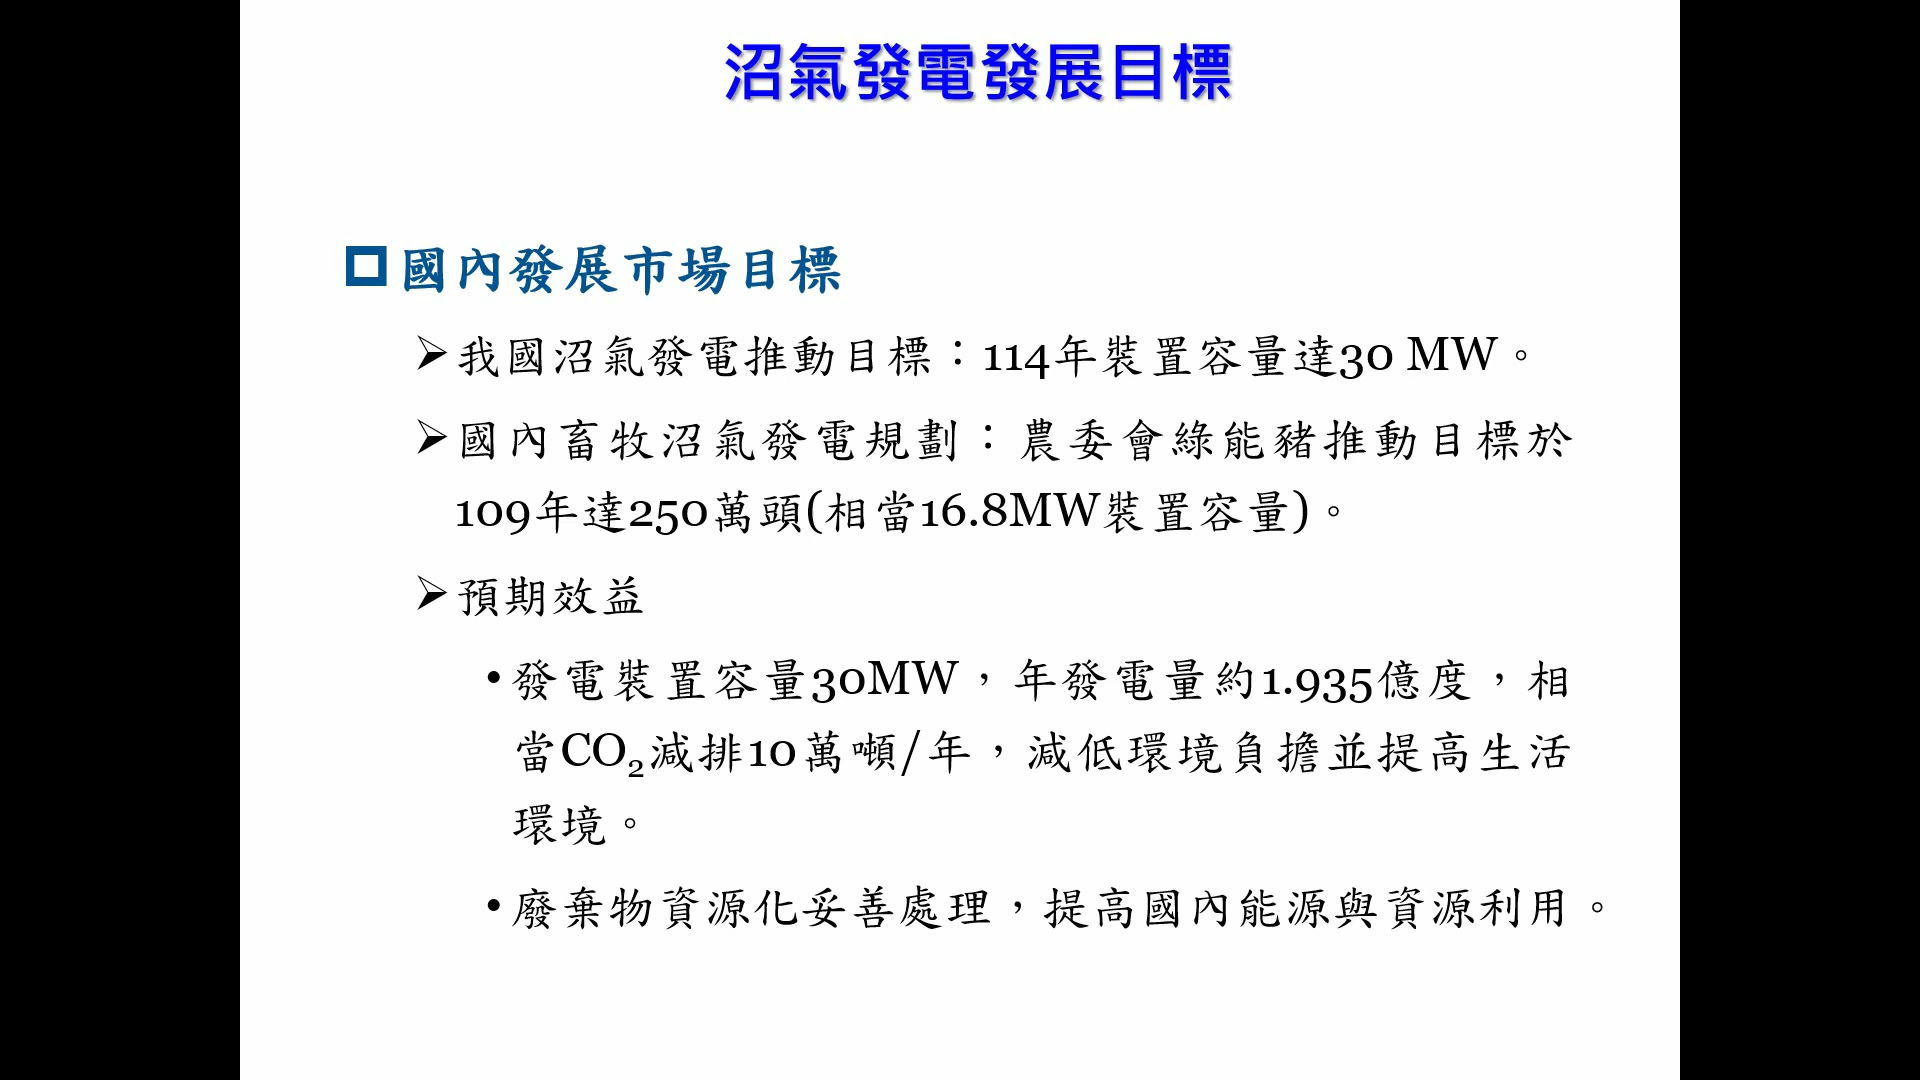 沼氣發電發展目標
國內發展市場目標
我國沼氣發電推動目標：114年裝置容量達30 MW。
國內畜牧沼氣發電規劃：農委會綠能豬推動目標於
109年達250萬頭(相當16.8MW裝置容量)。
預期效益
•發電裝置容量30MW，年發電量約1.935億度，相
當CO₂減排10萬噸/年，減低環境負擔並提高生活
環境。
•廢棄物資源化妥善處理，提高國內能源與資源利用。